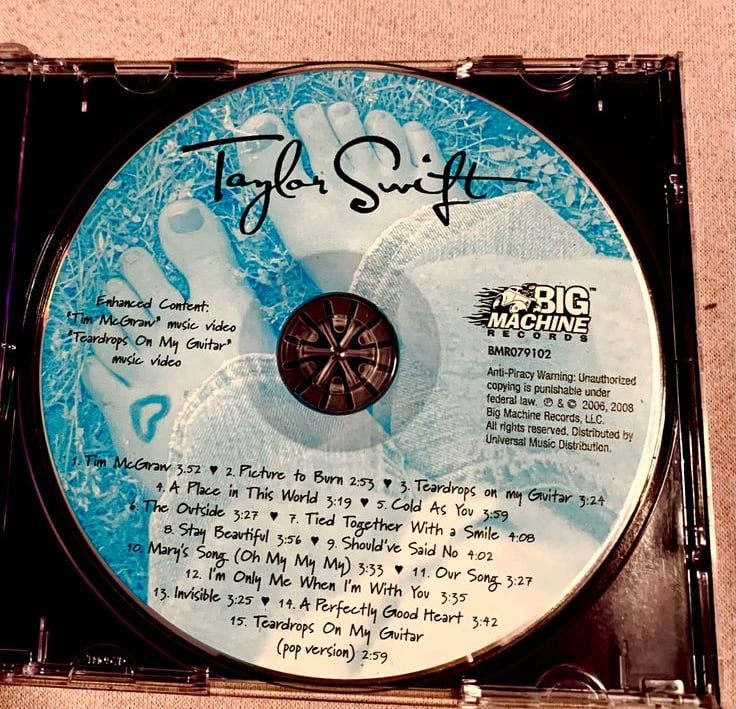 Taylor Swift
Enhanced Content:
"Tim McGraw" music video
"Teardrops On My Guitar"
music video
BIG™
MACHINE
RECORDS
BMR079102
Anti-Piracy Warning: Unauthorized
copying is punishable under
federal law. ℗ & © 2006, 2008
Big Machine Records, LLC.
All rights reserved. Distributed by
Universal Music Distribution.
1. Tim McGraw 3:52 ♥ 2. Picture to Burn 2:53 ♥ 3. Teardrops on my Guitar 3:24
4. A Place in This World 3:19 ♥ 5. Cold As You 3:59
6. The Outside 3:27 ♥ 7. Tied Together With a Smile 4:08
8. Stay Beautiful 3:56 ♥ 9. Should've Said No 4:02
10. Mary's Song (Oh My My My) 3:33 ♥ 11. Our Song 3:27
12. I'm Only Me When I'm With You 3:35
13. Invisible 3:25 ♥ 14. A Perfectly Good Heart 3:42
15. Teardrops On My Guitar
(pop version) 2:59